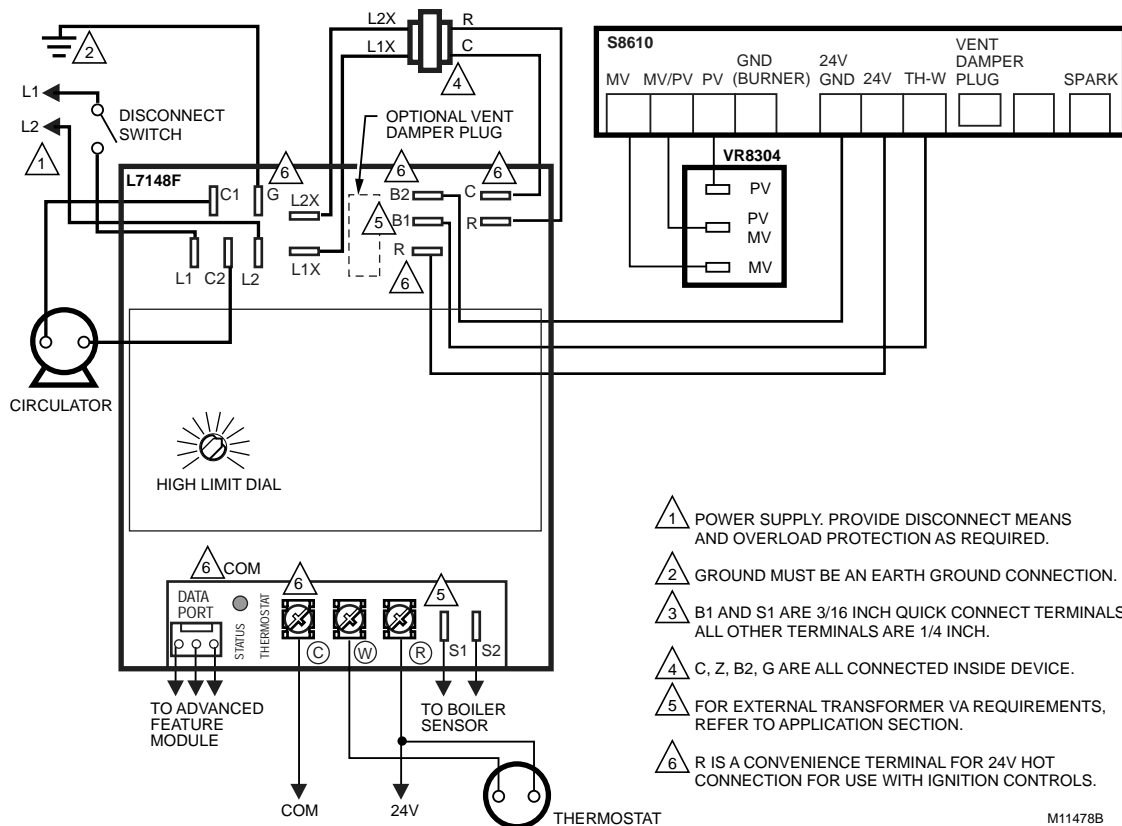 L2X R
L1X C
4
2
L1
L2
1
DISCONNECT
SWITCH
OPTIONAL VENT
DAMPER PLUG
S8610
MV MV/PV PV GND
(BURNER) 24V
GND 24V TH-W VENT
DAMPER
PLUG SPARK
VR8304
PV
PV
MV
MV
L7148F
C1 G 6 L2X 6 B2 C 6
5 B1 R
R
6
L1 C2 L2 L1X
CIRCULATOR
HIGH LIMIT DIAL
6 COM
DATA
PORT
STATUS
THERMOSTAT
6
C W R
5
S1 S2
TO ADVANCED
FEATURE
MODULE
TO BOILER
SENSOR
COM
24V
THERMOSTAT
1 POWER SUPPLY. PROVIDE DISCONNECT MEANS
AND OVERLOAD PROTECTION AS REQUIRED.
2 GROUND MUST BE AN EARTH GROUND CONNECTION.
3 B1 AND S1 ARE 3/16 INCH QUICK CONNECT TERMINALS
ALL OTHER TERMINALS ARE 1/4 INCH.
4 C, Z, B2, G ARE ALL CONNECTED INSIDE DEVICE.
5 FOR EXTERNAL TRANSFORMER VA REQUIREMENTS,
REFER TO APPLICATION SECTION.
6 R IS A CONVENIENCE TERMINAL FOR 24V HOT
CONNECTION FOR USE WITH IGNITION CONTROLS.
M11478B